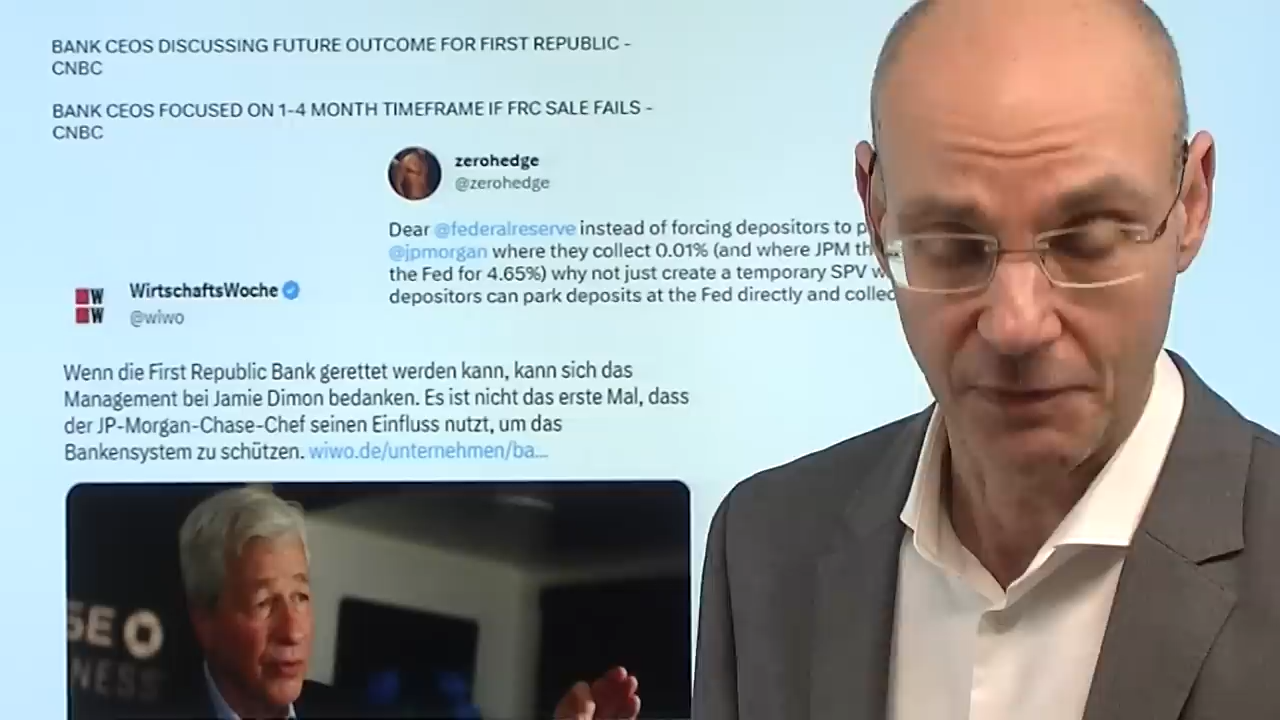 BANK CEOS DISCUSSING FUTURE OUTCOME FOR FIRST REPUBLIC -
CNBC
BANK CEOS FOCUSED ON 1-4 MONTH TIMEFRAME IF FRC SALE FAILS -
CNBC
zerohedge
@zerohedge
Dear @federalreserve instead of forcing depositors to
@jpmorgan where they collect 0.01% (and where JPM
the Fed for 4.65%) why not just create a temporary SPV
depositors can park deposits at the Fed directly and
W
W
WirtschaftsWoche
@wiwo
Wenn die First Republic Bank gerettet werden kann, kann sich das
Management bei Jamie Dimon bedanken. Es ist nicht das erste Mal, dass
der JP-Morgan-Chase-Chef seinen Einfluss nutzt, um das
Bankensystem zu schützen. wiwo.de/unternehmen/ba...
SE
NESS